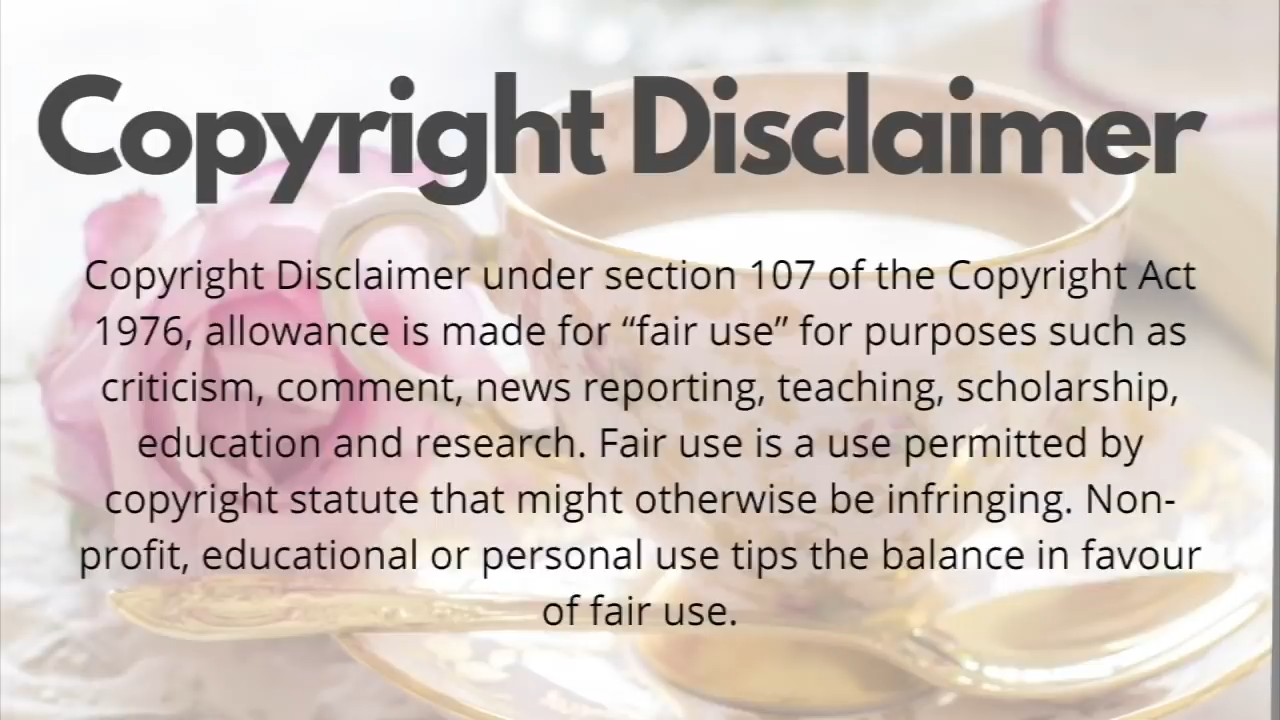 Copyright Disclaimer
Copyright Disclaimer under section 107 of the Copyright Act
1976, allowance is made for “fair use” for purposes such as
criticism, comment, news reporting, teaching, scholarship,
education and research. Fair use is a use permitted by
copyright statute that might otherwise be infringing. Non-
profit, educational or personal use tips the balance in favour
of fair use.